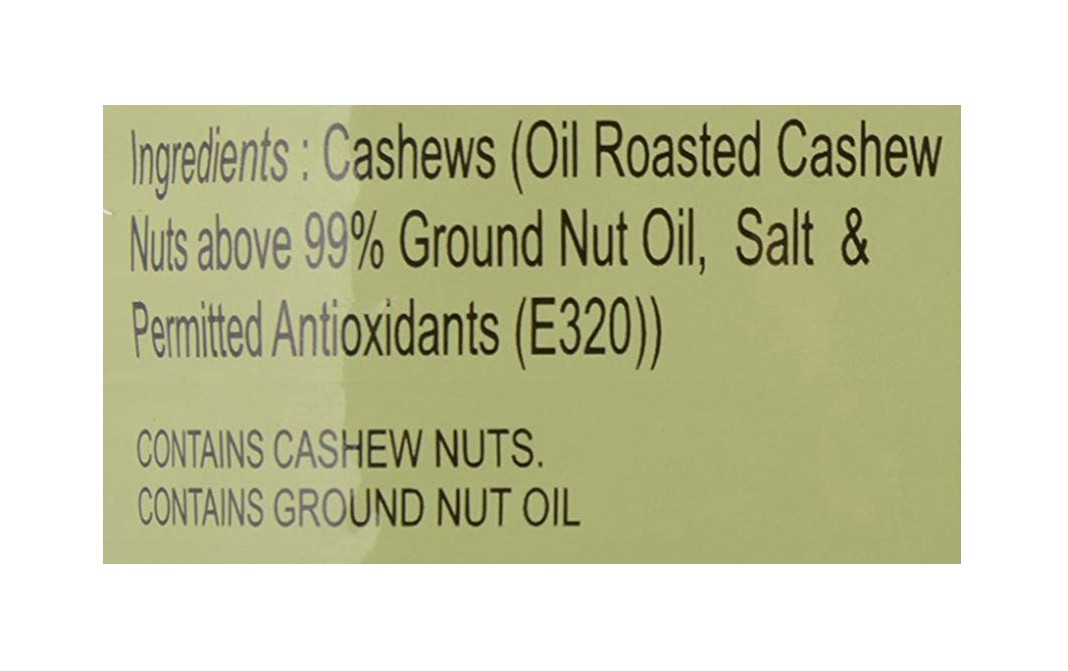 Ingredients : Cashews (Oil Roasted Cashew
Nuts above 99% Ground Nut Oil, Salt &
Permitted Antioxidants (E320))
CONTAINS CASHEW NUTS.
CONTAINS GROUND NUT OIL